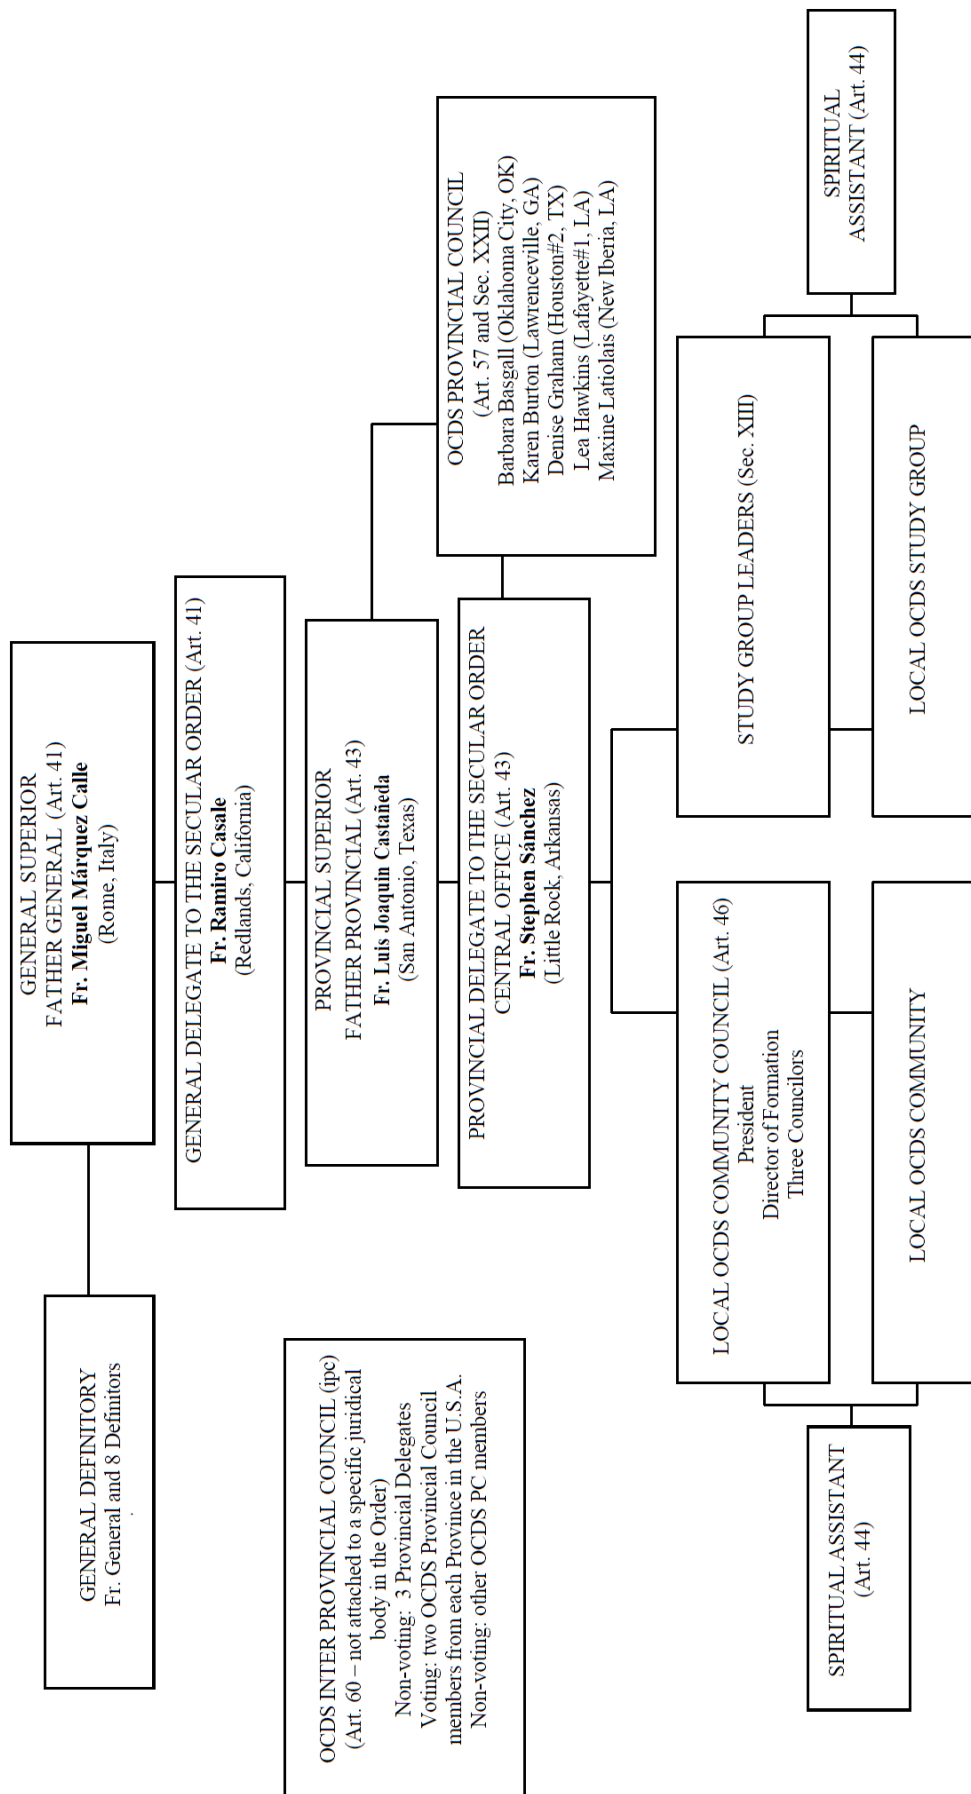 GENERAL DEFINITORY
Fr. General and 8 Definitors
.
GENERAL SUPERIOR
FATHER GENERAL (Art. 41)
Fr. Miguel Márquez Calle
(Rome, Italy)
GENERAL DELEGATE TO THE SECULAR ORDER (Art. 41)
Fr. Ramiro Casale
(Redlands, California)
OCDS INTER PROVINCIAL COUNCIL (ipc)
(Art. 60 – not attached to a specific juridical
body in the Order)
Non-voting: 3 Provincial Delegates
Voting: two OCDS Provincial Council
members from each Province in the U.S.A.
Non-voting: other OCDS PC members
PROVINCIAL SUPERIOR
FATHER PROVINCIAL (Art. 43)
Fr. Luis Joaquin Castañeda
(San Antonio, Texas)
OCDS PROVINCIAL COUNCIL
(Art. 57 and Sec. XXII)
Barbara Basgall (Oklahoma City, OK)
Karen Burton (Lawrenceville, GA)
Denise Graham (Houston#2, TX)
Lea Hawkins (Lafayette#1, LA)
Maxine Latiolais (New Iberia, LA)
PROVINCIAL DELEGATE TO THE SECULAR ORDER
CENTRAL OFFICE (Art. 43)
Fr. Stephen Sánchez
(Little Rock, Arkansas)
LOCAL OCDS COMMUNITY COUNCIL (Art. 46)
President
Director of Formation
Three Councilors
STUDY GROUP LEADERS (Sec. XIII)
SPIRITUAL ASSISTANT
(Art. 44)
SPIRITUAL
ASSISTANT (Art. 44)
LOCAL OCDS COMMUNITY
LOCAL OCDS STUDY GROUP